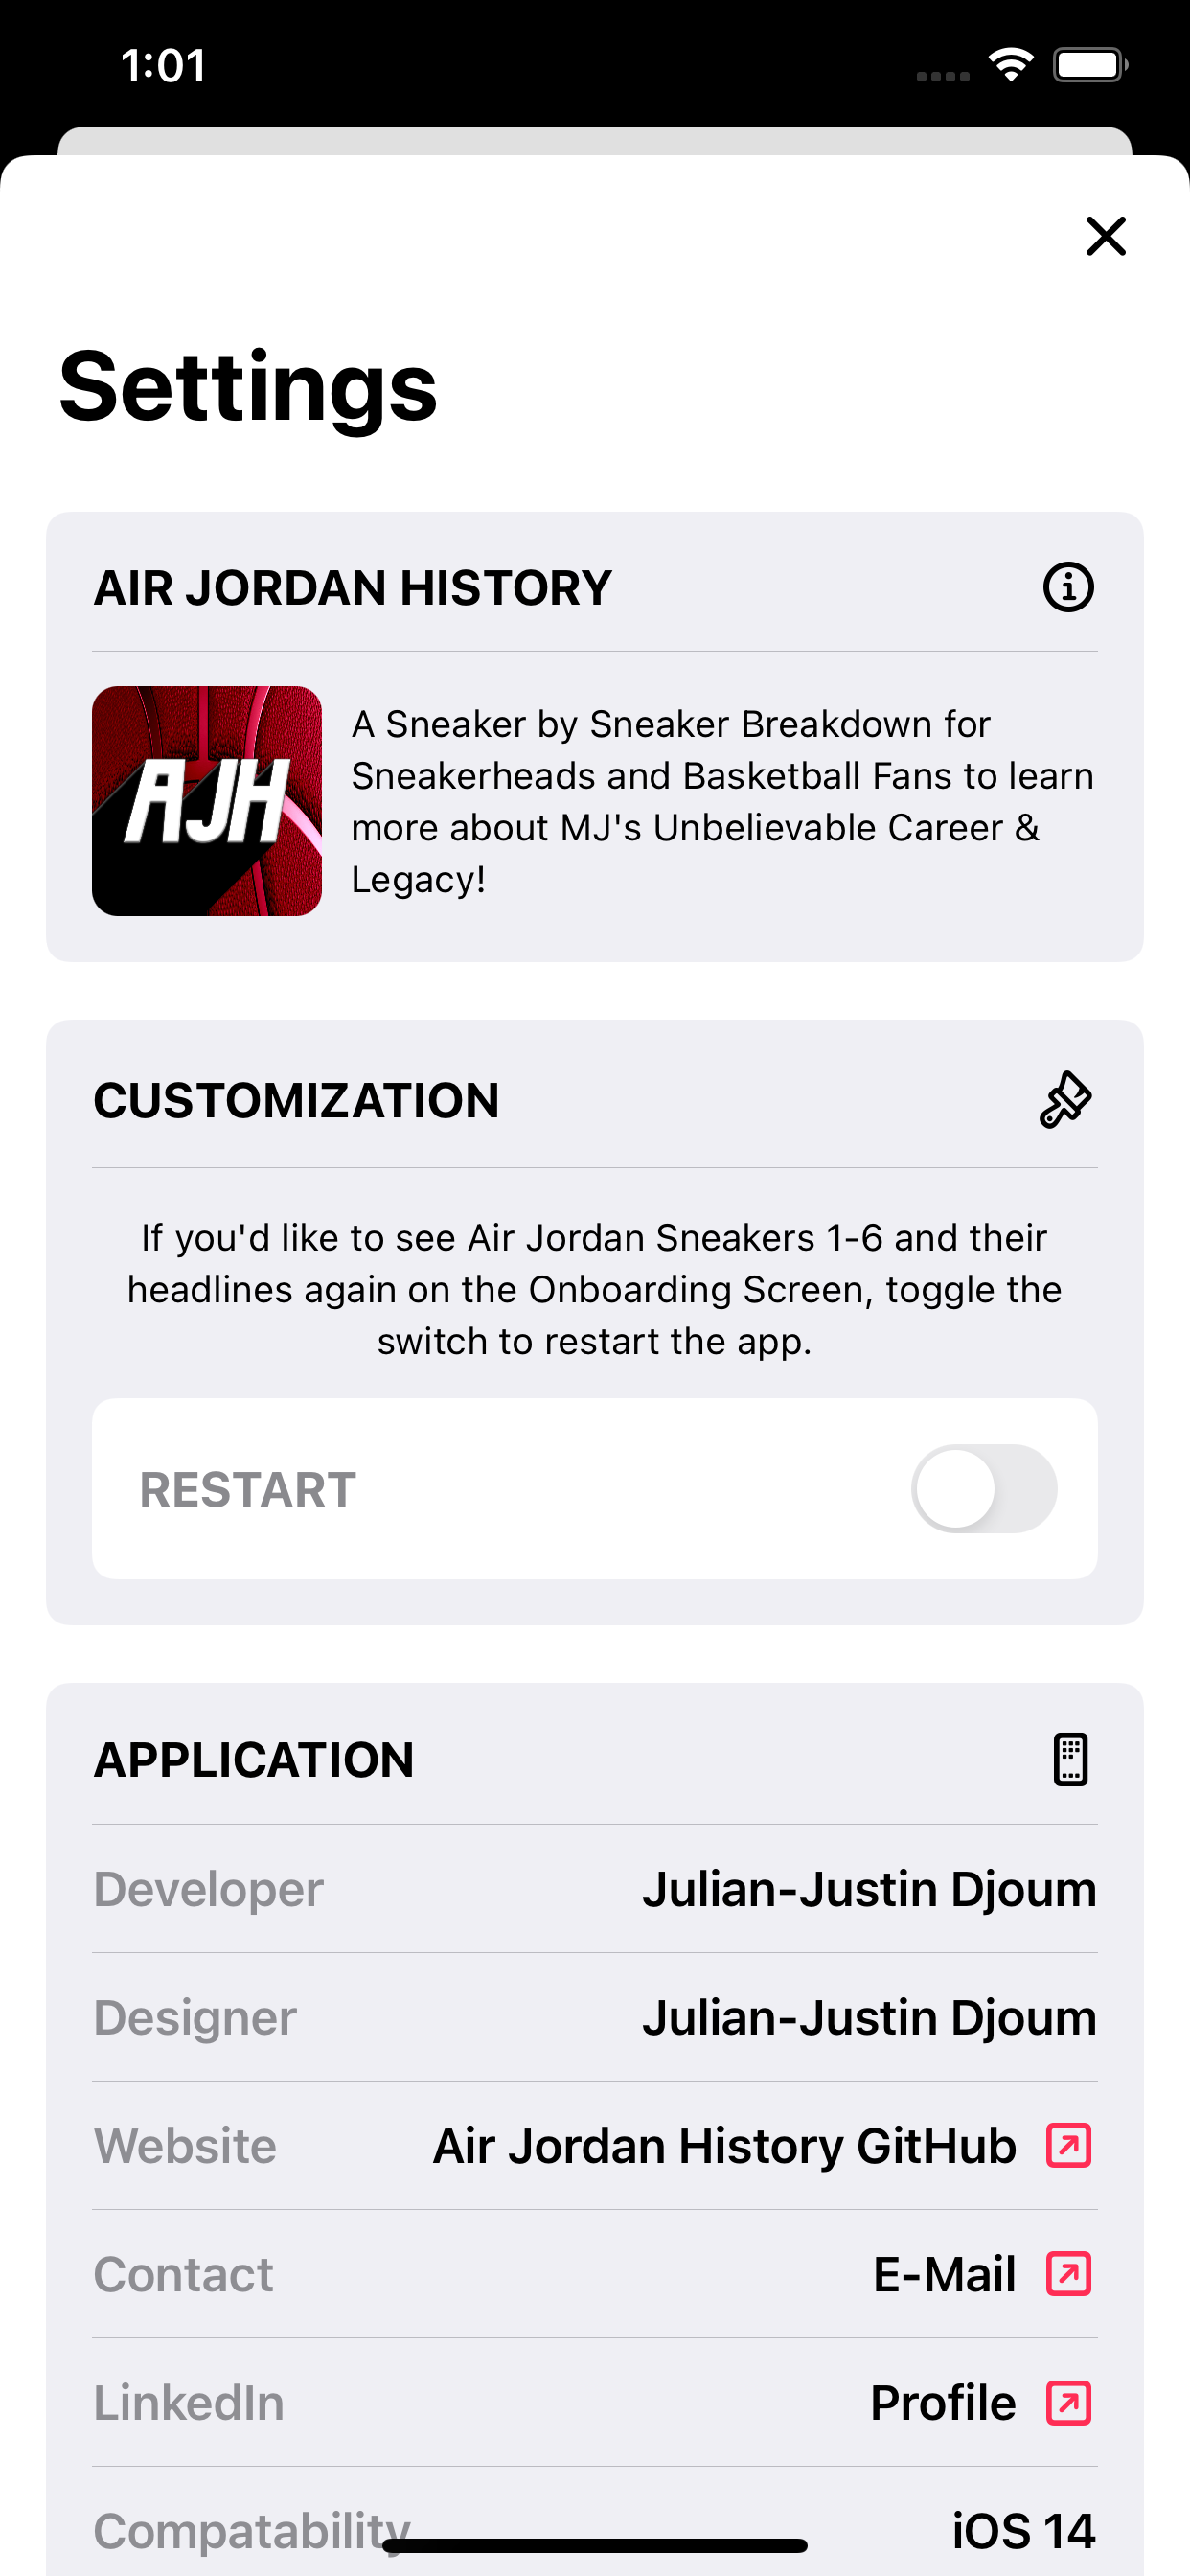 1:01
Settings
AIR JORDAN HISTORY
AJH
A Sneaker by Sneaker Breakdown for
Sneakerheads and Basketball Fans to learn
more about MJ's Unbelievable Career &
Legacy!
CUSTOMIZATION
If you'd like to see Air Jordan Sneakers 1-6 and their
headlines again on the Onboarding Screen, toggle the
switch to restart the app.
RESTART
APPLICATION
Developer Julian-Justin Djoum
Designer Julian-Justin Djoum
Website Air Jordan History GitHub
Contact E-Mail
LinkedIn Profile
Compatability iOS 14